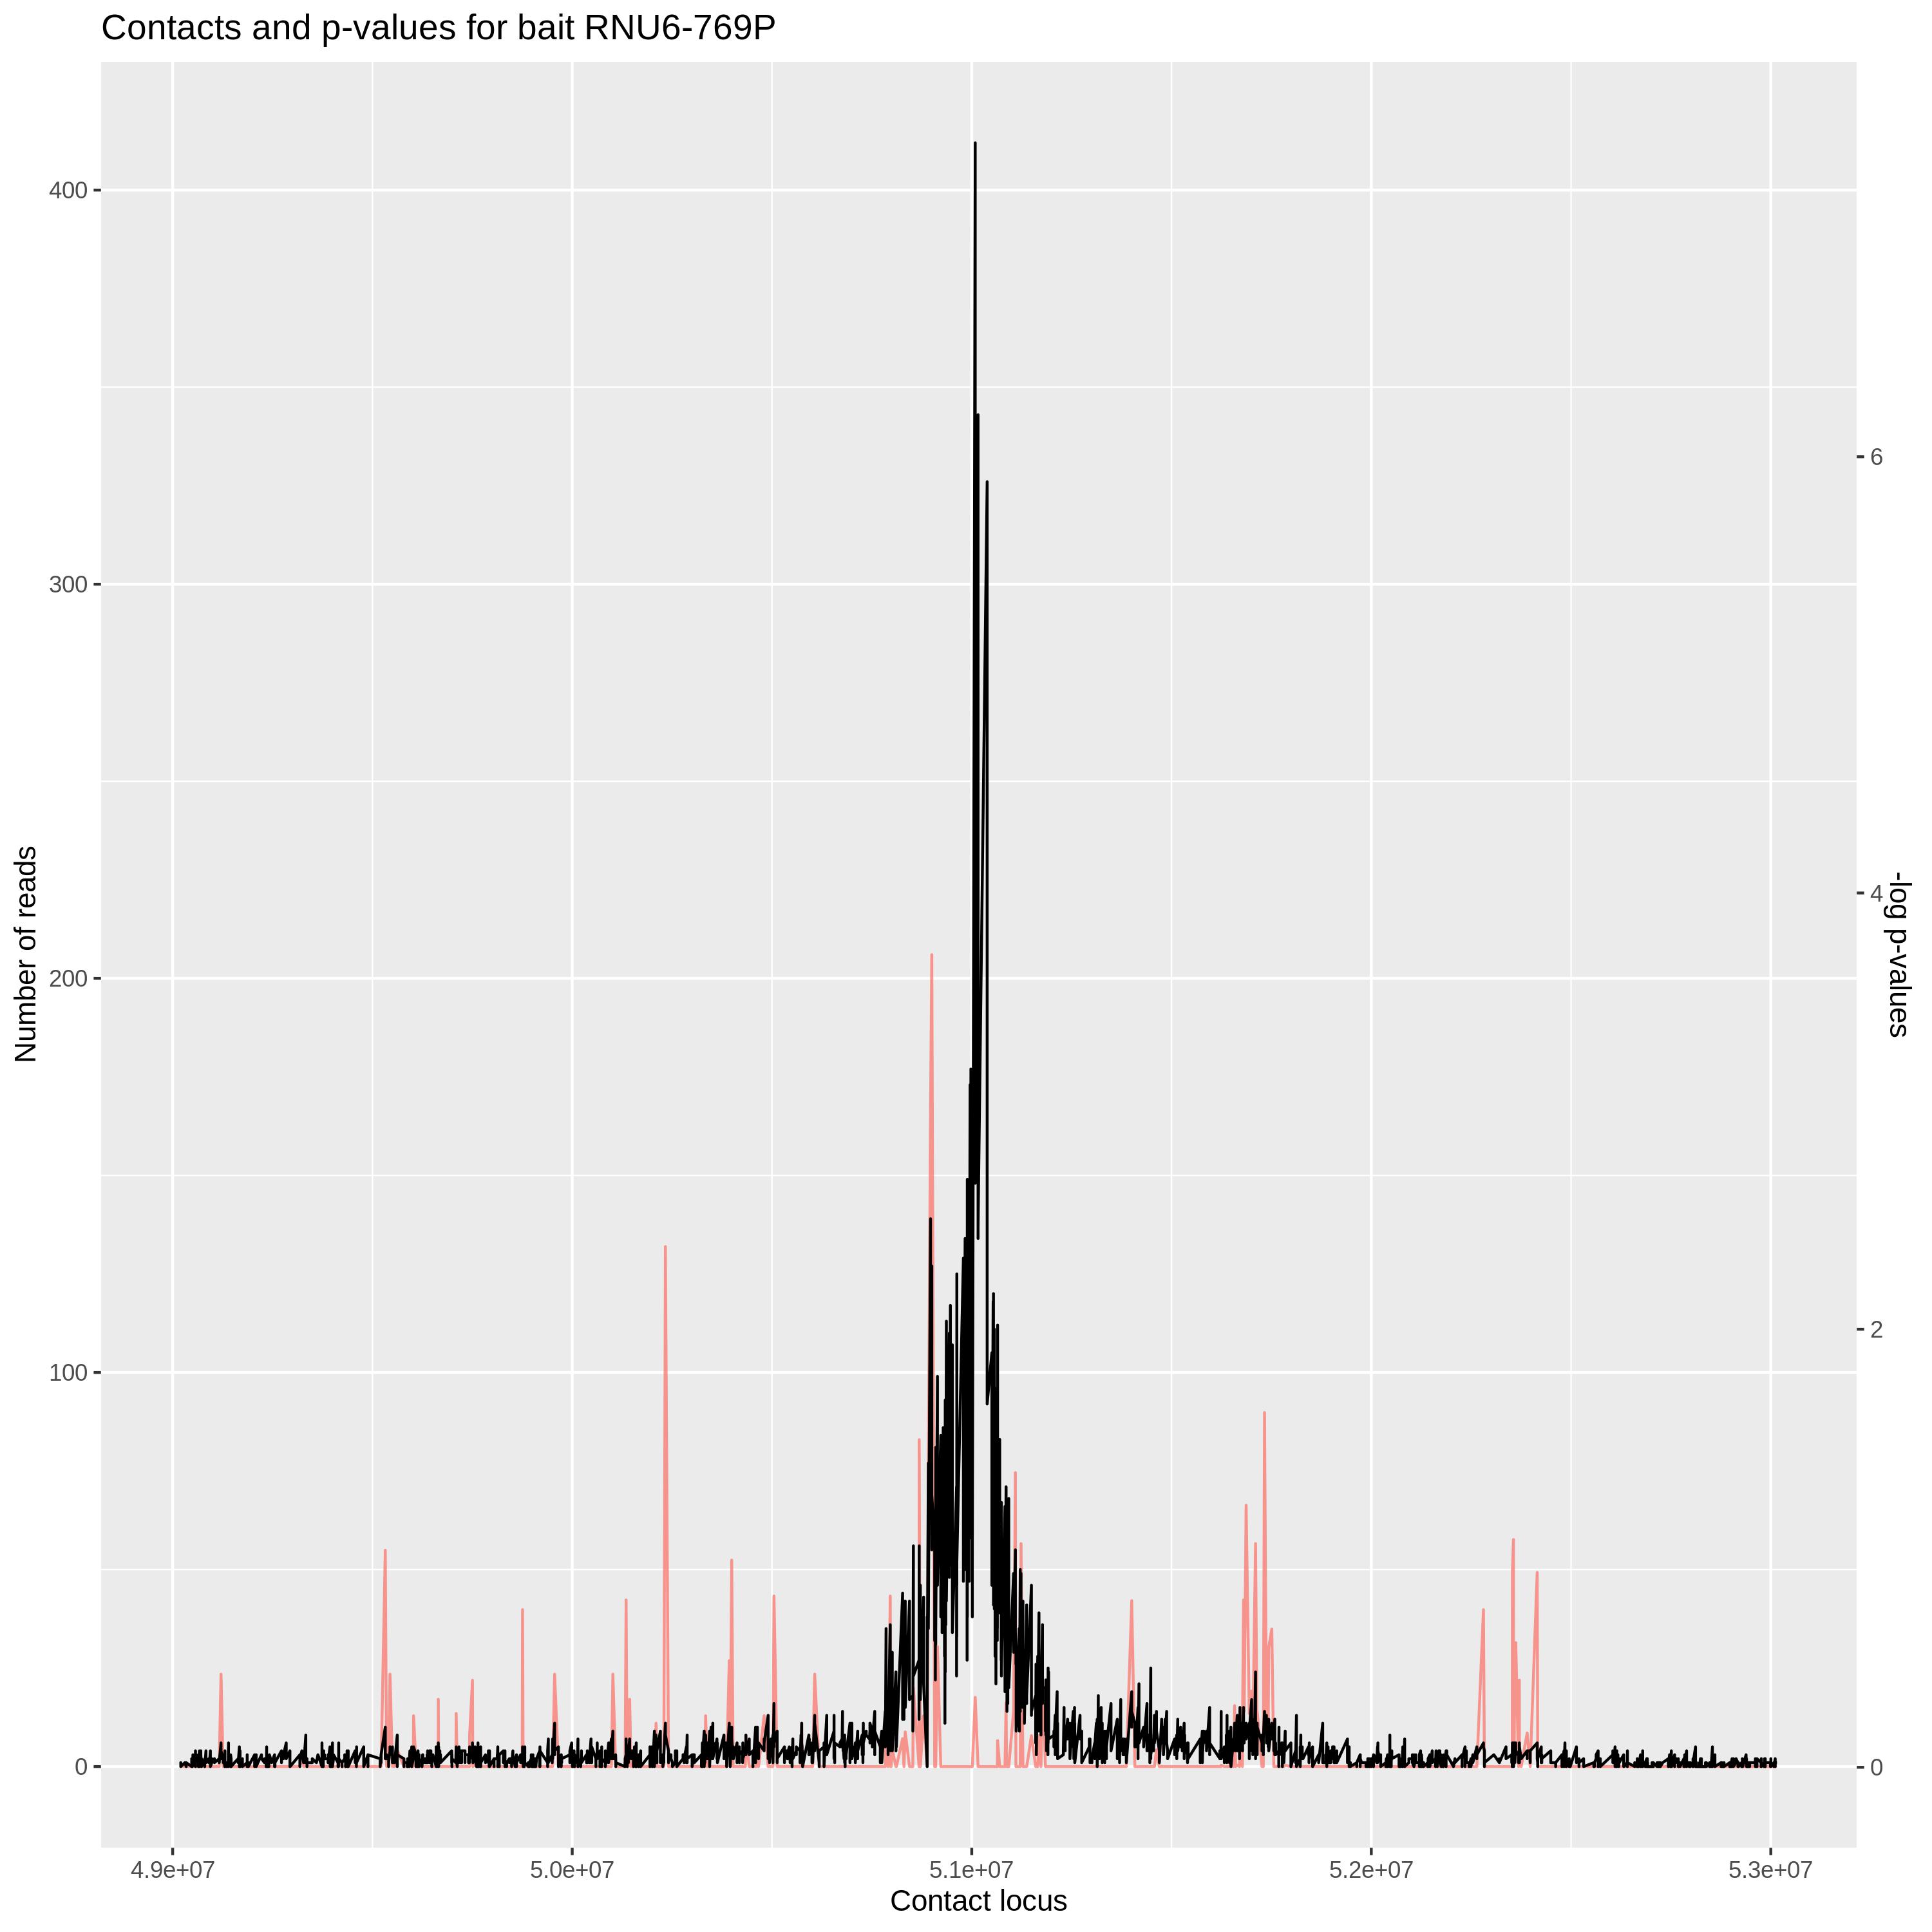 Contacts and p-values for bait RNU6-769P
400
300
200
100
0
Number of reads
6
4
2
0
-log p-values
4.9e+07
5.0e+07
5.1e+07
5.2e+07
5.3e+07
Contact locus